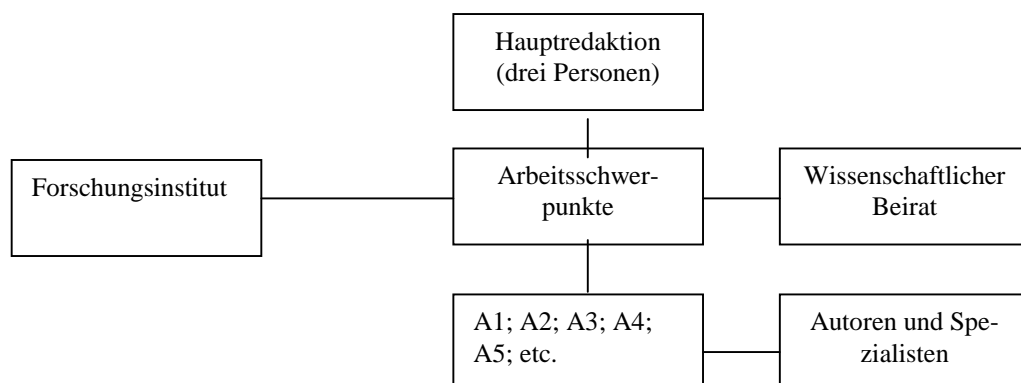 Hauptredaktion
(drei Personen)
Forschungsinstitut
Arbeitsschwer-
punkte
Wissenschaftlicher
Beirat
A1; A2; A3; A4;
A5; etc.
Autoren und Spe-
zialisten